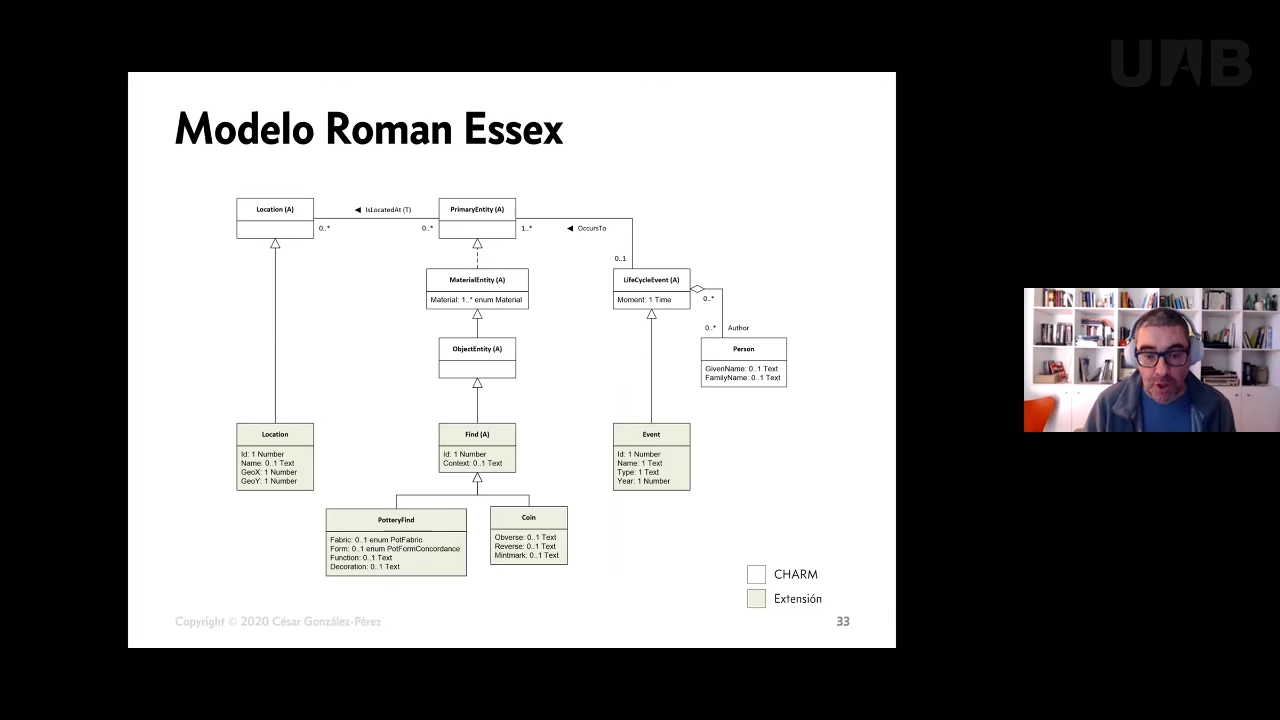 UAB
Modelo Roman Essex
Location (A)
◄ IsLocatedAt (T)
0..*
0..*
PrimaryEntity (A)
1..*
◄ OccursTo
0..1
MaterialEntity (A)
Material: 1..* enum Material
LifeCycleEvent (A)
Moment: 1 Time
0..*
0..*
Author
ObjectEntity (A)
Person
GivenName: 0..1 Text
FamilyName: 0..1 Text
Location
Id: 1 Number
Name: 0..1 Text
GeoX: 1 Number
GeoY: 1 Number
Find (A)
Id: 1 Number
Context: 0..1 Text
Event
Id: 1 Number
Name: 1 Text
Type: 1 Text
Year: 1 Number
PotteryFind
Fabric: 0..1 enum PotFabric
Form: 0..1 enum PotFormConcordance
Function: 0..1 Text
Decoration: 0..1 Text
Coin
Obverse: 0..1 Text
Reverse: 0..1 Text
Mintmark: 0..1 Text
CHARM
Extensión
Copyright © 2020 César González-Pérez
33